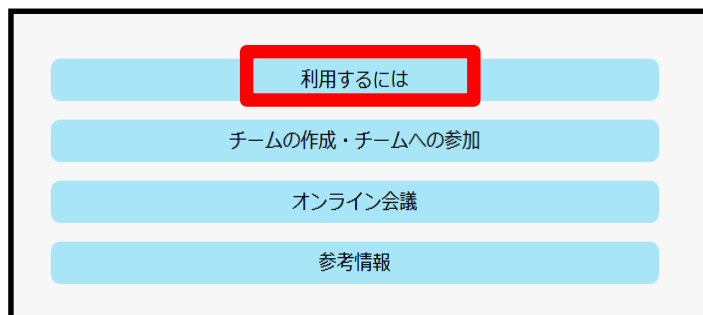 利用するには
チームの作成・チームへの参加
オンライン会議
参考情報